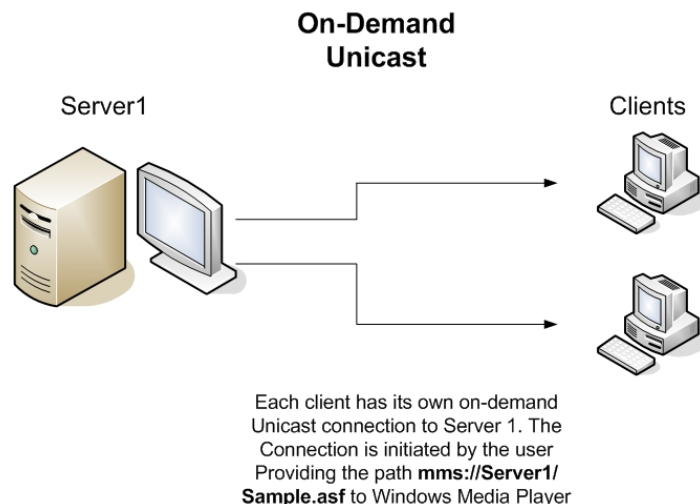 On-Demand
Unicast
Server1
Clients
Each client has its own on-demand
Unicast connection to Server 1. The
Connection is initiated by the user
Providing the path mms://Server1/
Sample.asf to Windows Media Player